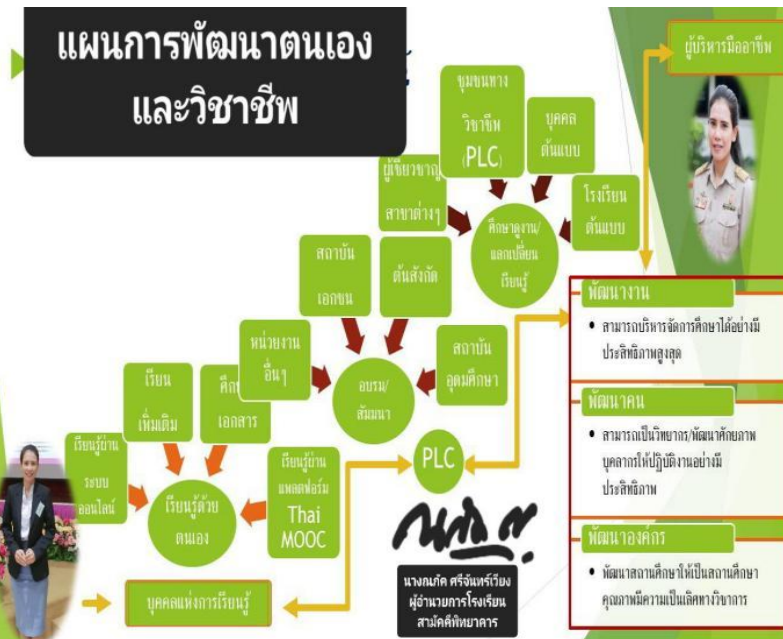 แผนการพัฒนาตนเอง
และวิชาชีพ
ผู้บริหารมืออาชีพ
ชุมชนทาง
วิชาชีพ
(PLC)
บุคคล
ต้นแบบ
ผู้เชี่ยวชาญ
สาขาต่างๆ
โรงเรียน
ต้นแบบ
ศึกษาดูงาน/
แลกเปลี่ยน
เรียนรู้
สถาบัน
เอกชน
ต้นสังกัด
หน่วยงาน
อื่นๆ
สถาบัน
อุดมศึกษา
อบรม/
สัมมนา
เรียน
เพิ่มเติม
เอกสาร
เรียนรู้ผ่าน
ระบบ
ออนไลน์
เรียนรู้ผ่าน
แพลตฟอร์ม
Thai
MOOC
เรียนรู้ด้วย
ตนเอง
PLC
พัฒนางาน
• สามารถบริหารจัดการศึกษาได้อย่างมี
ประสิทธิภาพสูงสุด
พัฒนาคน
• สามารถเป็นวิทยากร/พัฒนาศักยภาพ
บุคลากรให้ปฏิบัติงานอย่างมี
ประสิทธิภาพ
พัฒนาองค์กร
• พัฒนาสถานศึกษาให้เป็นสถานศึกษา
คุณภาพมีความเป็นเลิศทางวิชาการ
บุคคลแห่งการเรียนรู้
นางณภัค ศรีจันทร์เวียง
ผู้อำนวยการโรงเรียน
สามัคคีพิทยาคาร